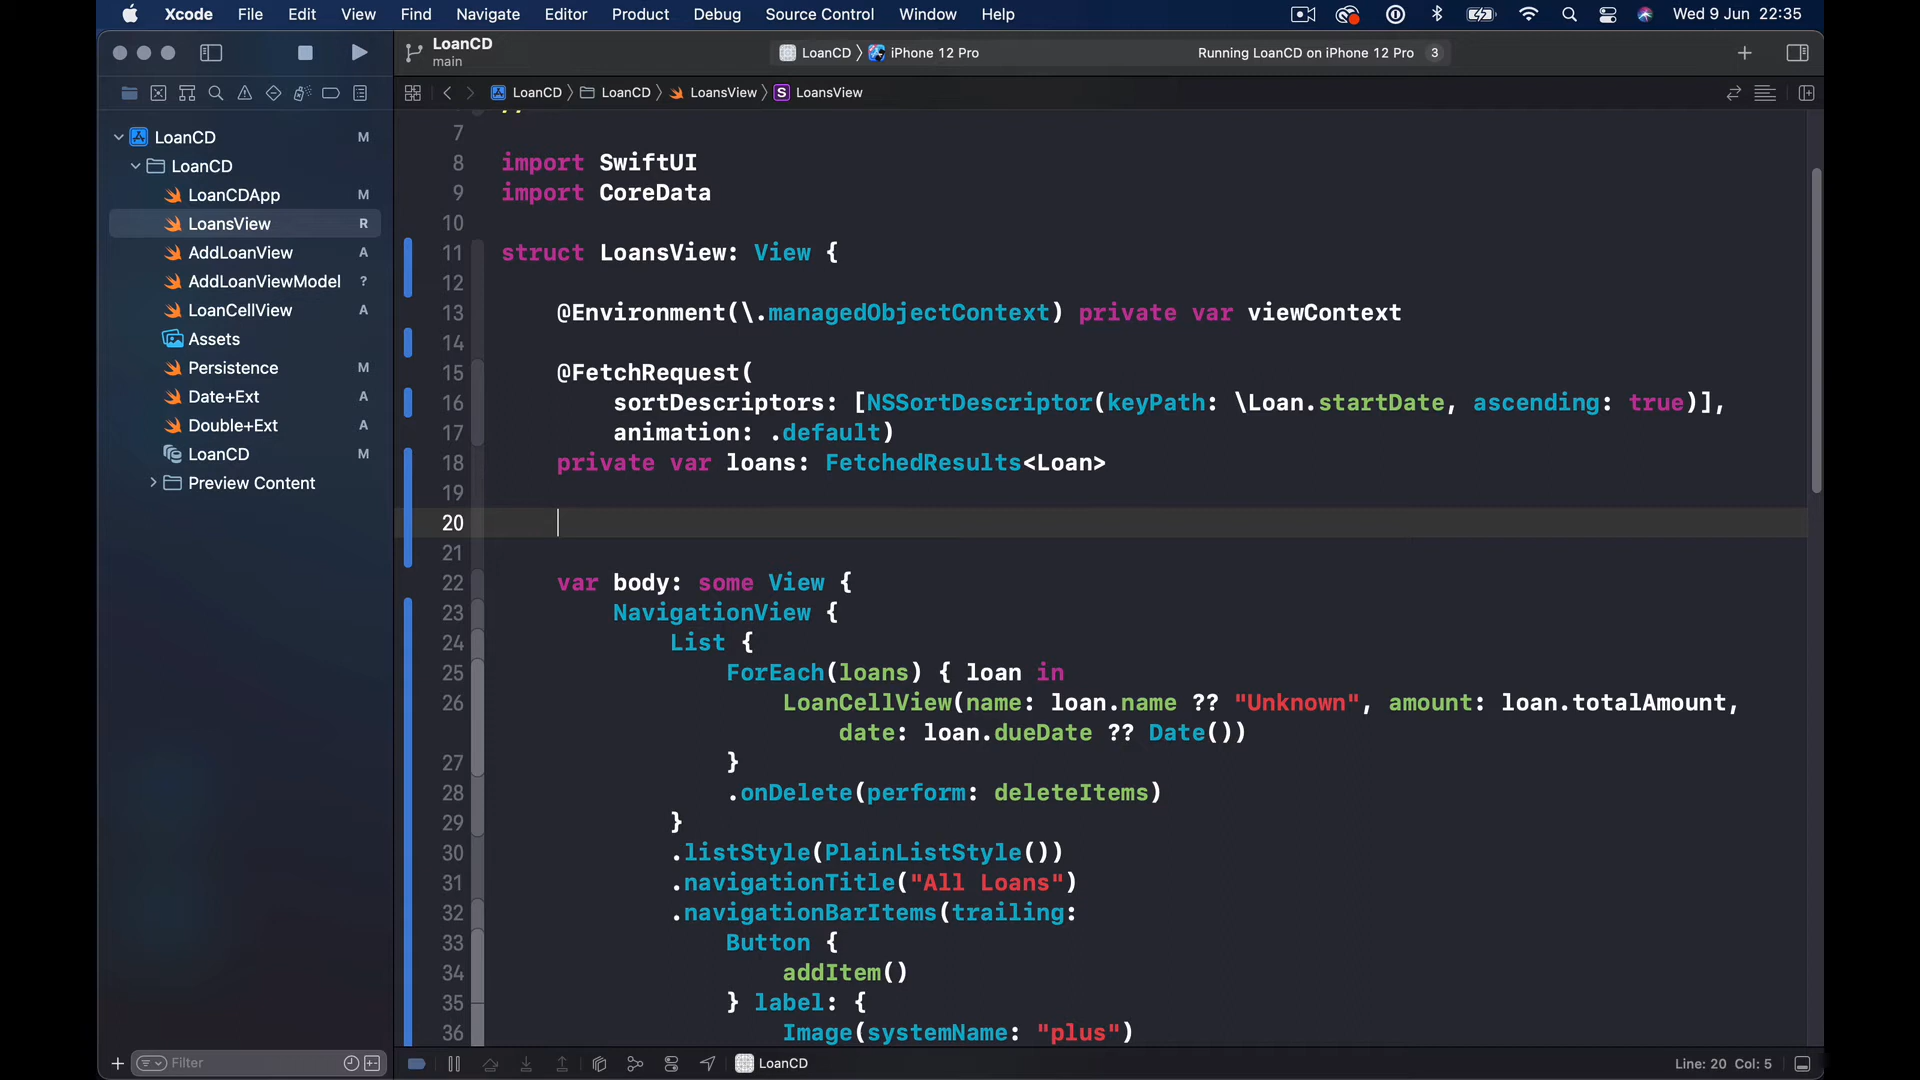 Xcode File Edit View Find Navigate Editor Product Debug Source Control Window Help Wed 9 Jun 22:35
LoanCD
main
LoanCD iPhone 12 Pro
Running LoanCD on iPhone 12 Pro 3
LoanCD LoanCD LoansView S LoansView
LoanCD M
LoanCD
LoanCDApp M
LoansView R
AddLoanView A
AddLoanViewModel ?
LoanCellView A
Assets
Persistence M
Date+Ext A
Double+Ext A
LoanCD M
Preview Content
Filter
7
8 import SwiftUI
9 import CoreData
10
11 struct LoansView: View {
12
13 @Environment(\.managedObjectContext) private var viewContext
14
15 @FetchRequest(
16 sortDescriptors: [NSSortDescriptor(keyPath: \Loan.startDate, ascending: true)],
17 animation: .default)
18 private var loans: FetchedResults<Loan>
19
20
21
22 var body: some View {
23 NavigationView {
24 List {
25 ForEach(loans) { loan in
26 LoanCellView(name: loan.name ?? "Unknown", amount: loan.totalAmount,
date: loan.dueDate ?? Date())
27 }
28 .onDelete(perform: deleteItems)
29 }
30 .listStyle(PlainListStyle())
31 .navigationTitle("All Loans")
32 .navigationBarItems(trailing:
33 Button {
34 addItem()
35 } label: {
36 Image(systemName: "plus")
LoanCD
Line: 20 Col: 5